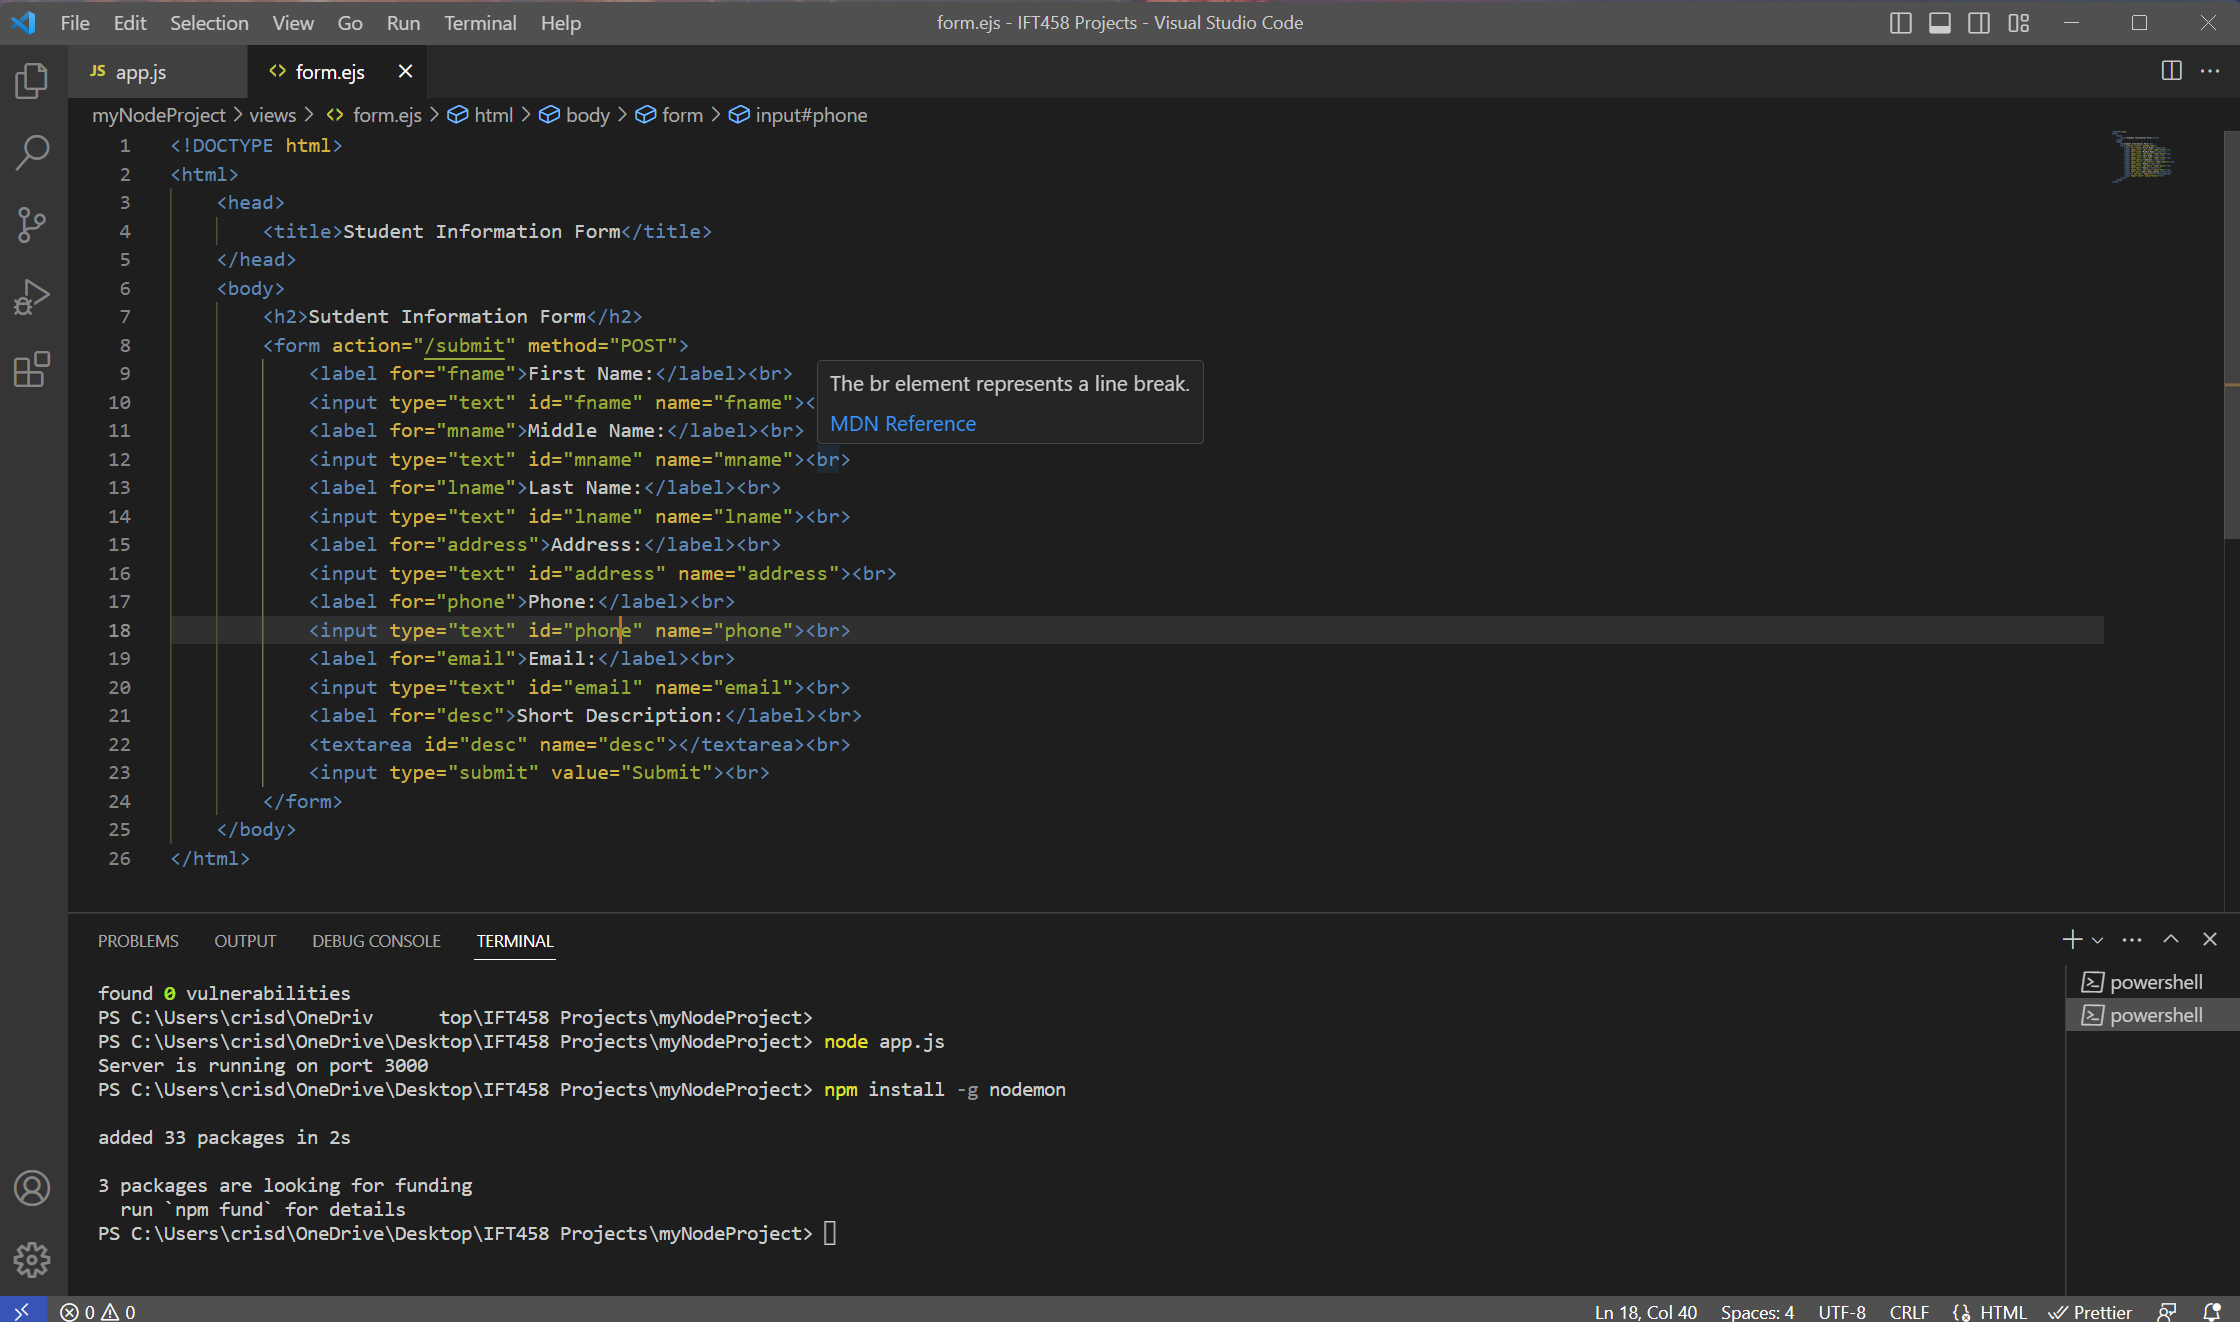 File Edit Selection View Go Run Terminal Help form.ejs - IFT458 Projects - Visual Studio Code
JS app.js <> form.ejs
myNodeProject > views > <> form.ejs > html > body > form > input#phone
1 <!DOCTYPE html>
2 <html>
3 <head>
4 <title>Student Information Form</title>
5 </head>
6 <body>
7 <h2>Sutdent Information Form</h2>
8 <form action="/submit" method="POST">
9 <label for="fname">First Name:</label><br>
10 <input type="text" id="fname" name="fname"><
11 <label for="mname">Middle Name:</label><br>
12 <input type="text" id="mname" name="mname"><br>
13 <label for="lname">Last Name:</label><br>
14 <input type="text" id="lname" name="lname"><br>
15 <label for="address">Address:</label><br>
16 <input type="text" id="address" name="address"><br>
17 <label for="phone">Phone:</label><br>
18 <input type="text" id="phone" name="phone"><br>
19 <label for="email">Email:</label><br>
20 <input type="text" id="email" name="email"><br>
21 <label for="desc">Short Description:</label><br>
22 <textarea id="desc" name="desc"></textarea><br>
23 <input type="submit" value="Submit"><br>
24 </form>
25 </body>
26 </html>
The br element represents a line break.
MDN Reference
PROBLEMS OUTPUT DEBUG CONSOLE TERMINAL
found 0 vulnerabilities
PS C:\Users\crisd\OneDriv top\IFT458 Projects\myNodeProject>
PS C:\Users\crisd\OneDrive\Desktop\IFT458 Projects\myNodeProject> node app.js
Server is running on port 3000
PS C:\Users\crisd\OneDrive\Desktop\IFT458 Projects\myNodeProject> npm install -g nodemon
added 33 packages in 2s
3 packages are looking for funding
run `npm fund` for details
PS C:\Users\crisd\OneDrive\Desktop\IFT458 Projects\myNodeProject>
powershell
powershell
0 0 Ln 18, Col 40 Spaces: 4 UTF-8 CRLF HTML Prettier